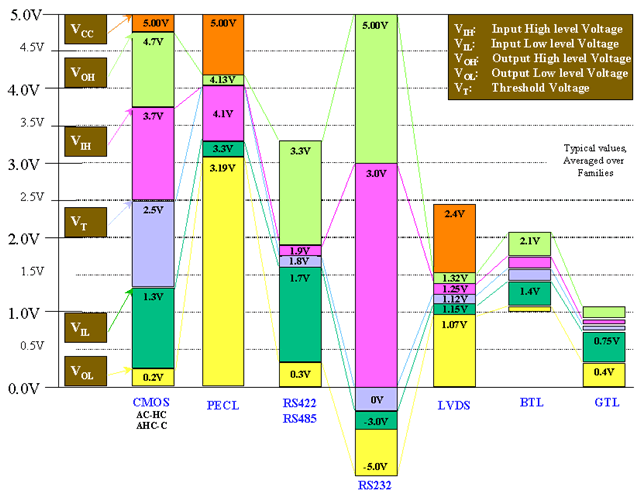 5.0V
4.5V
4.0V
3.5V
3.0V
2.5V
2.0V
1.5V
1.0V
0.5V
0.0V
VCC
VOH
VIH
VT
VIL
VOL
5.00V
4.7V
3.7V
2.5V
1.3V
0.2V
CMOS
AC-HC
AHC-C
5.00V
4.13V
4.1V
3.3V
3.19V
PECL
3.3V
1.9V
1.8V
1.7V
0.3V
RS422
RS485
5.00V
3.0V
0V
-3.0V
-5.0V
RS232
2.4V
1.32V
1.25V
1.12V
1.15V
1.07V
LVDS
2.1V
1.4V
BTL
0.75V
0.4V
GTL
VIH: Input High level Voltage
VIL: Input Low level Voltage
VOH: Output High level Voltage
VOL: Output Low level Voltage
VT: Threshold Voltage
Typical values,
Averaged over
Families